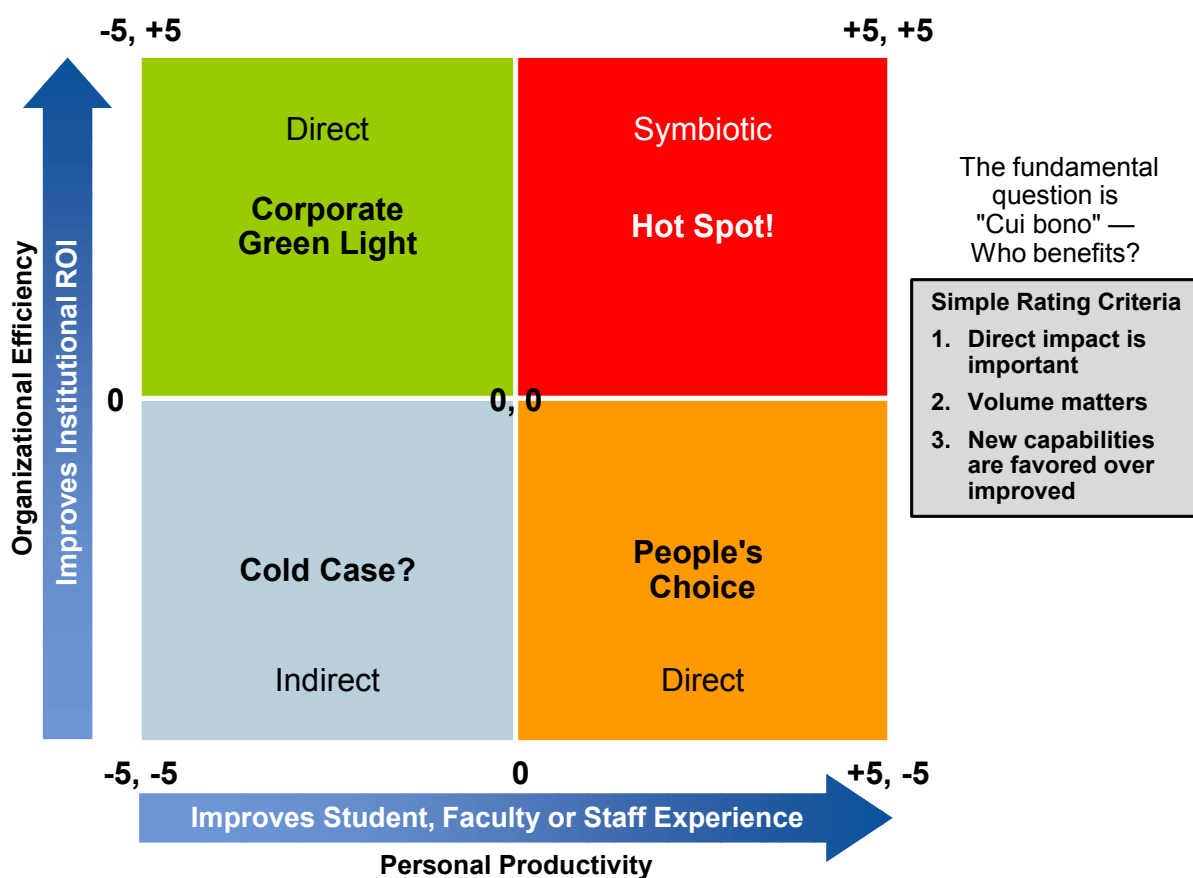 -5, +5
+5, +5
Organizational Efficiency
Improves Institutional ROI
Direct
Corporate
Green Light
Symbiotic
Hot Spot!
0
0, 0
Cold Case?
Indirect
People's
Choice
Direct
-5, -5
0
+5, -5
Improves Student, Faculty or Staff Experience
Personal Productivity
The fundamental
question is
"Cui bono" —
Who benefits?
Simple Rating Criteria
1. Direct impact is
important
2. Volume matters
3. New capabilities
are favored over
improved